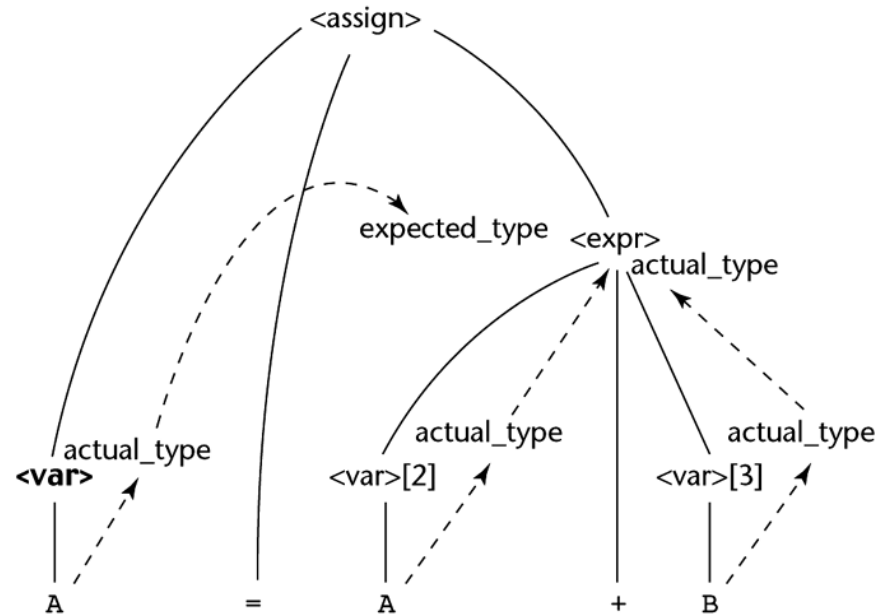 <assign>
expected_type
<expr>
actual_type
actual_type
actual_type
actual_type
<var>
<var>[2]
<var>[3]
A
=
A
+
B